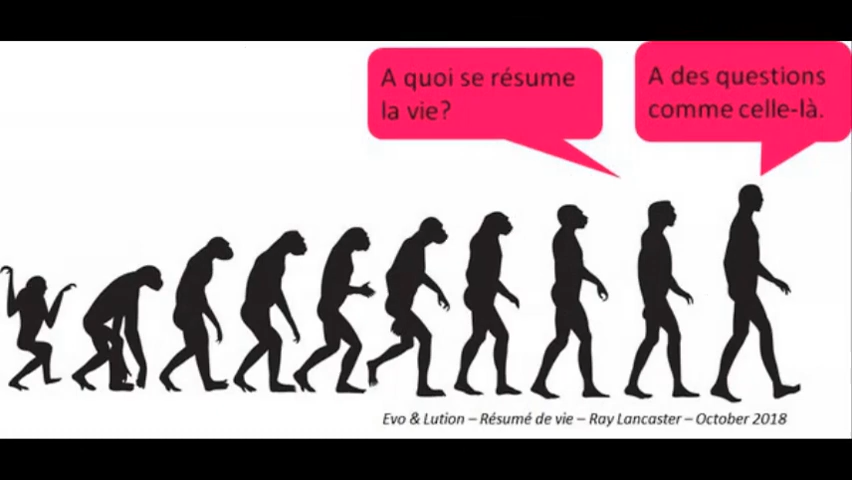 A quoi se résume
la vie?
A des questions
comme celle-là.
Evo & Lution – Résumé de vie – Ray Lancaster – October 2018